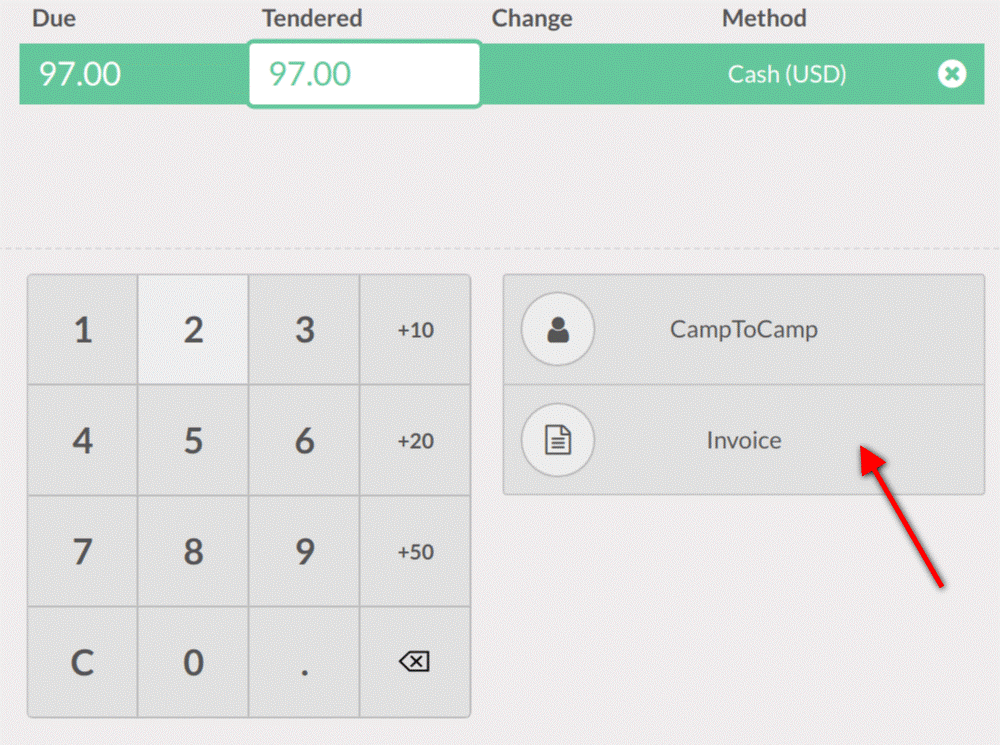 Due Tendered Change Method
97.00 97.00 Cash (USD)
1 2 3 +10
CampToCamp
4 5 6 +20
Invoice
7 8 9 +50
C 0 .